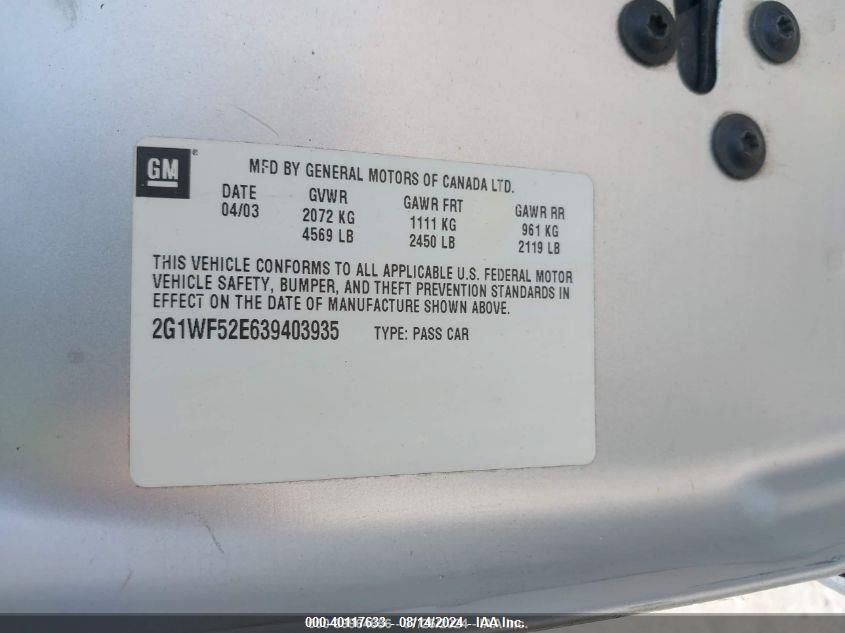 GM ®
MFD BY GENERAL MOTORS OF CANADA LTD.
DATE GVWR GAWR FRT GAWR RR
04/03 2072 KG 1111 KG 961 KG
4569 LB 2450 LB 2119 LB
THIS VEHICLE CONFORMS TO ALL APPLICABLE U.S. FEDERAL MOTOR
VEHICLE SAFETY, BUMPER, AND THEFT PREVENTION STANDARDS IN
EFFECT ON THE DATE OF MANUFACTURE SHOWN ABOVE.
2G1WF52E639403935 TYPE: PASS CAR
000-40117633 - 08/14/2024 - IAA Inc.